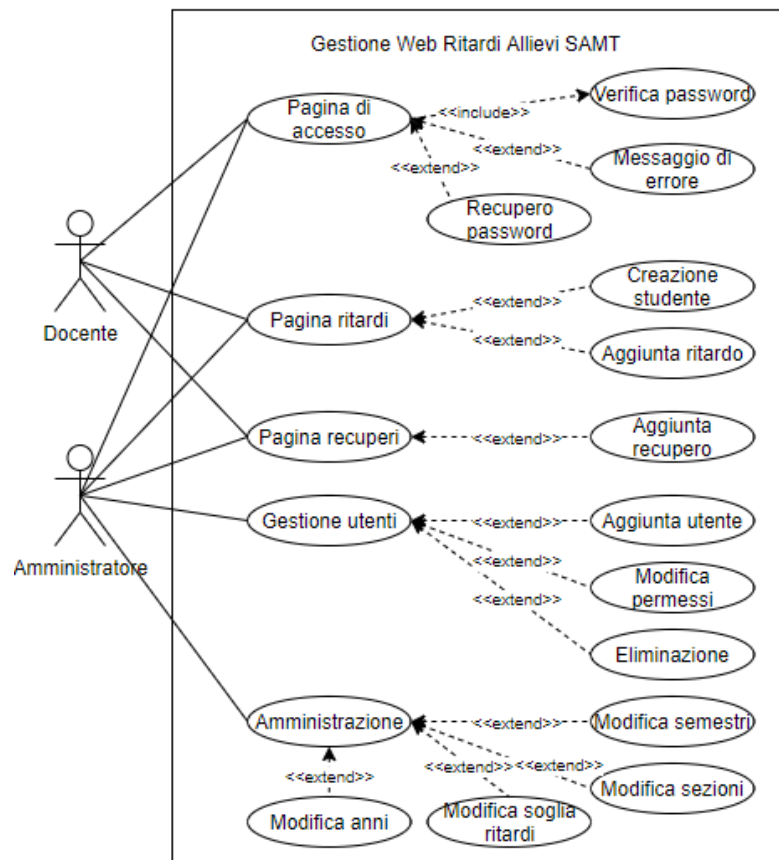 Gestione Web Ritardi Allievi SAMT
Pagina di
accesso
<<include>>
Verifica password
<<extend>>
Messaggio di
errore
<<extend>>
Recupero
password
Docente
Pagina ritardi
<<extend>>
Creazione
studente
<<extend>>
Aggiunta ritardo
Pagina recuperi
<<extend>>
Aggiunta
recupero
Amministratore
Gestione utenti
<<extend>>
Aggiunta utente
<<extend>>
Modifica
permessi
<<extend>>
Eliminazione
Amministrazione
<<extend>>
Modifica semestri
<<extend>>
Modifica sezioni
<<extend>>
Modifica soglia
ritardi
<<extend>>
Modifica anni